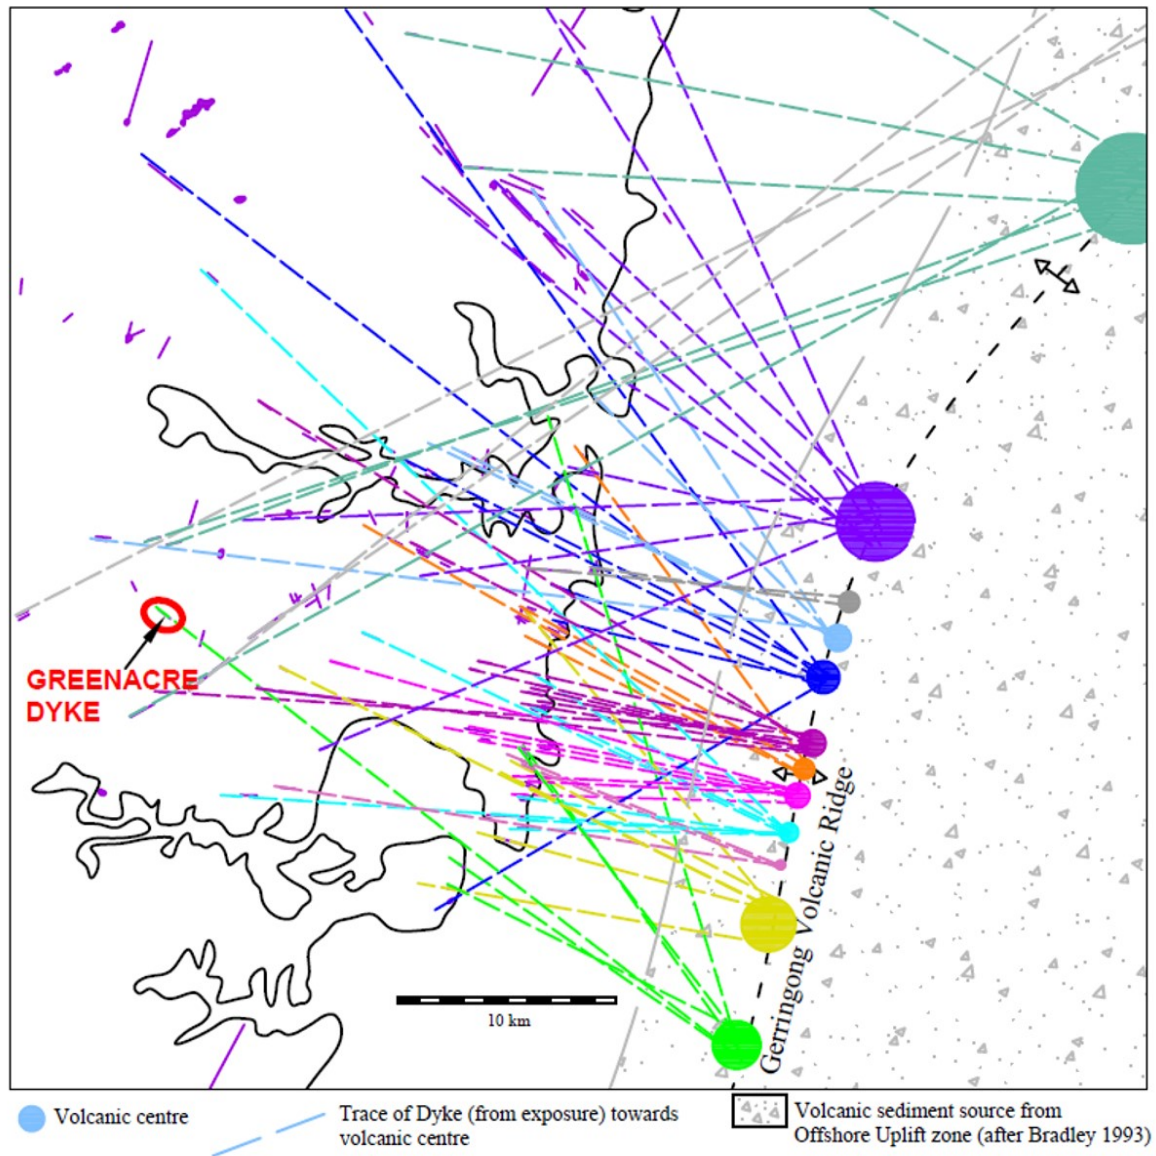 GREENACRE
DYKE
Gerringong Volcanic Ridge
10 km
Volcanic centre
Trace of Dyke (from exposure) towards
volcanic centre
Volcanic sediment source from
Offshore Uplift zone (after Bradley 1993)